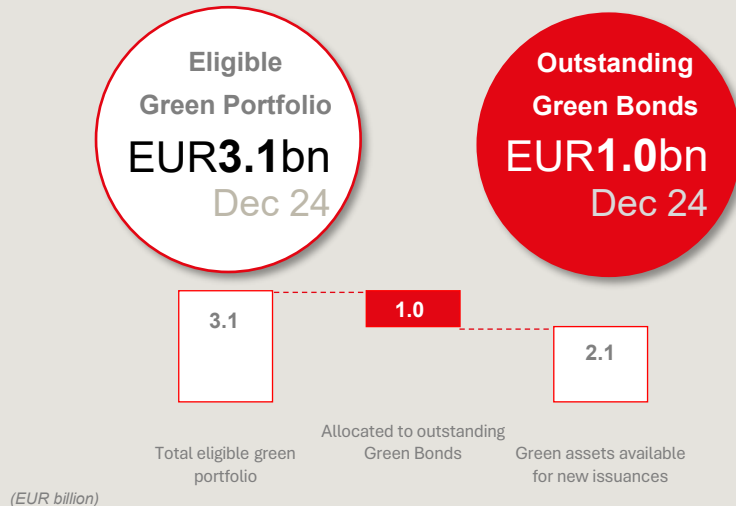 Eligible
Green Portfolio
EUR3.1bn
Dec 24
Outstanding
Green Bonds
EUR1.0bn
Dec 24
3.1
1.0
2.1
Total eligible green
portfolio
Allocated to outstanding
Green Bonds
Green assets available
for new issuances
(EUR billion)